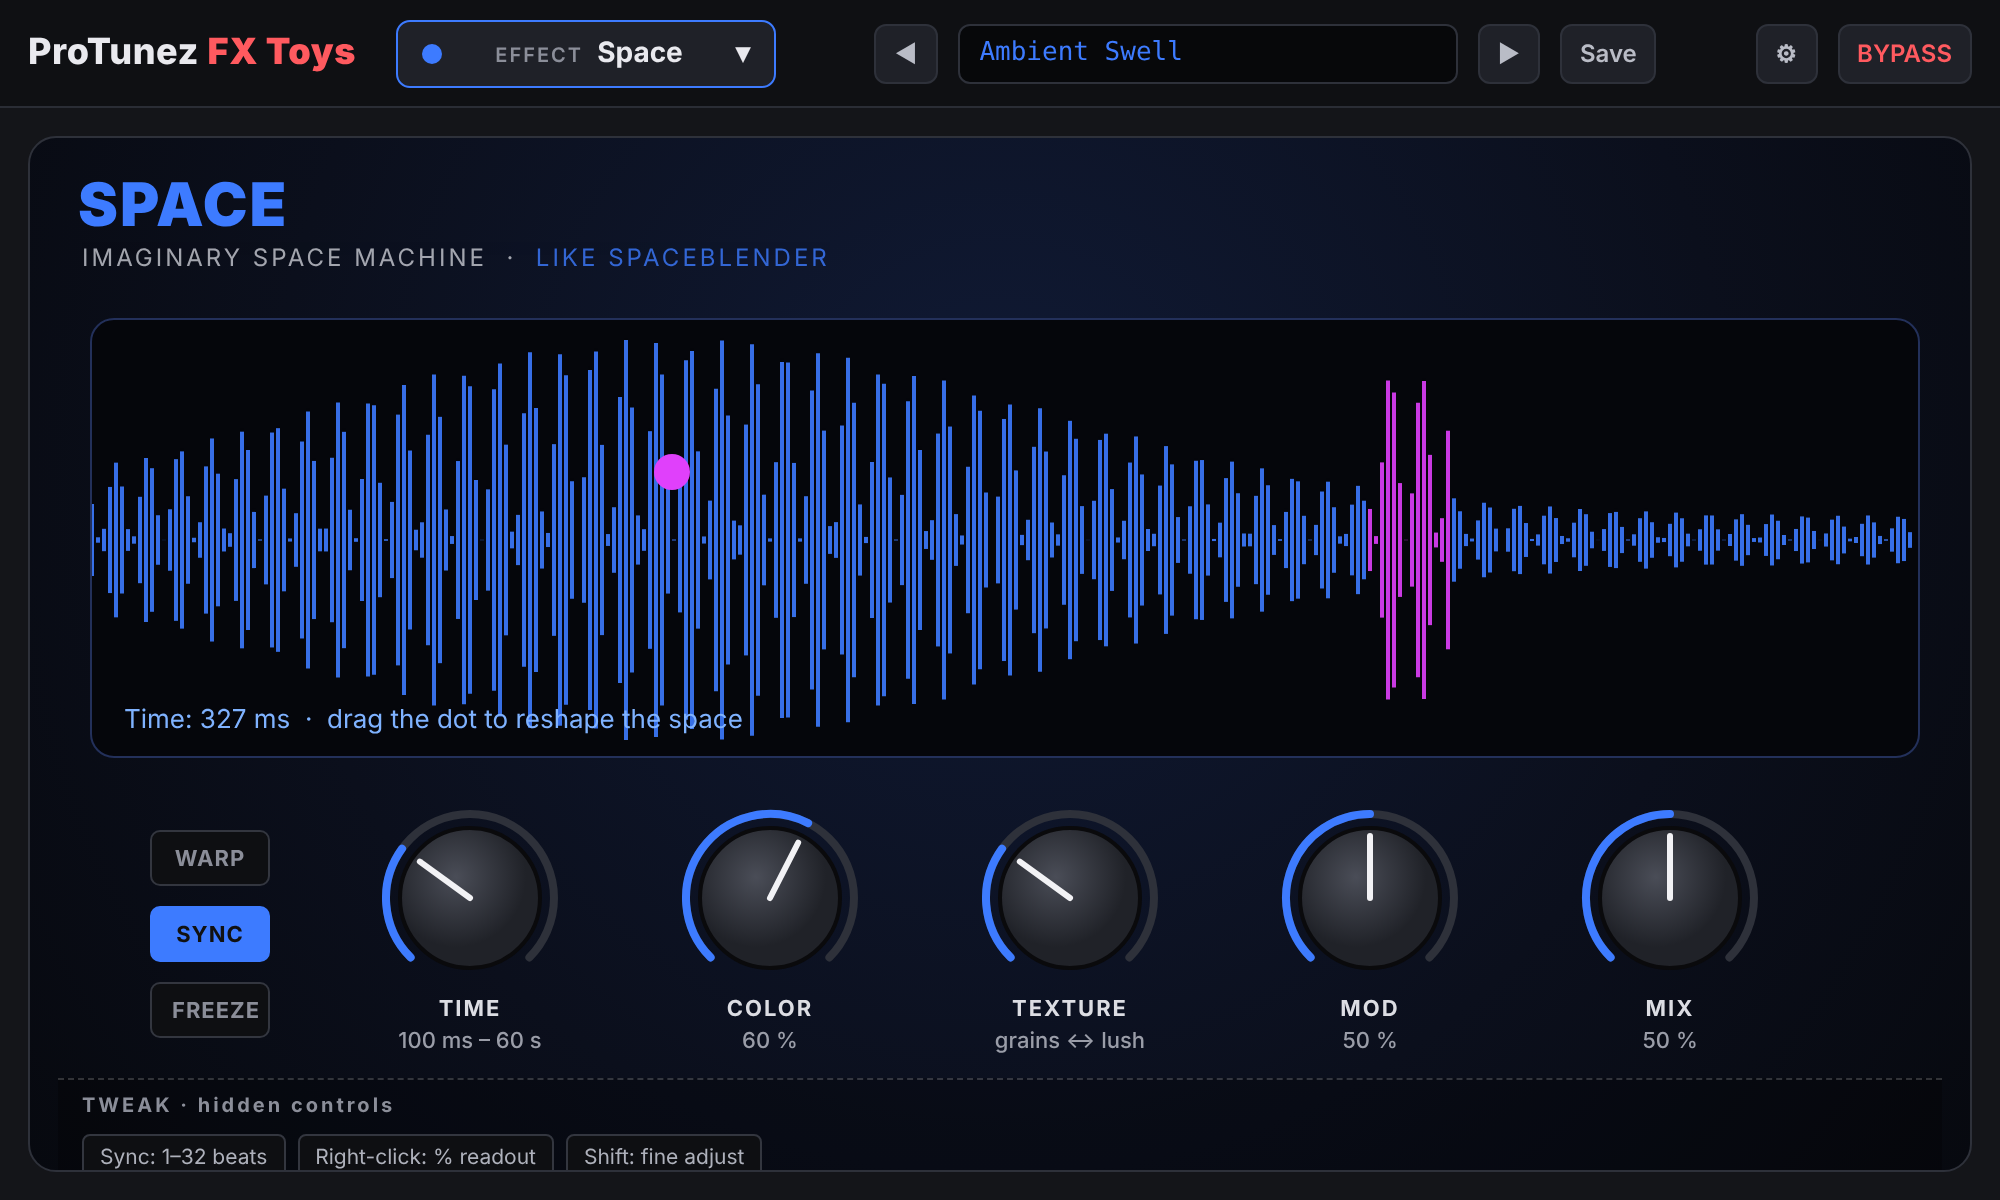 ProTunez FX Toys
EFFECT Space ▼
◀ Ambient Swell ▶ Save ⚙ BYPASS
SPACE
IMAGINARY SPACE MACHINE · LIKE SPACEBLENDER
Time: 327 ms · drag the dot to reshape the space
WARP
SYNC
FREEZE
TIME
100 ms – 60 s
COLOR
60 %
TEXTURE
grains ↔ lush
MOD
50 %
MIX
50 %
TWEAK · hidden controls
Sync: 1–32 beats
Right-click: % readout
Shift: fine adjust